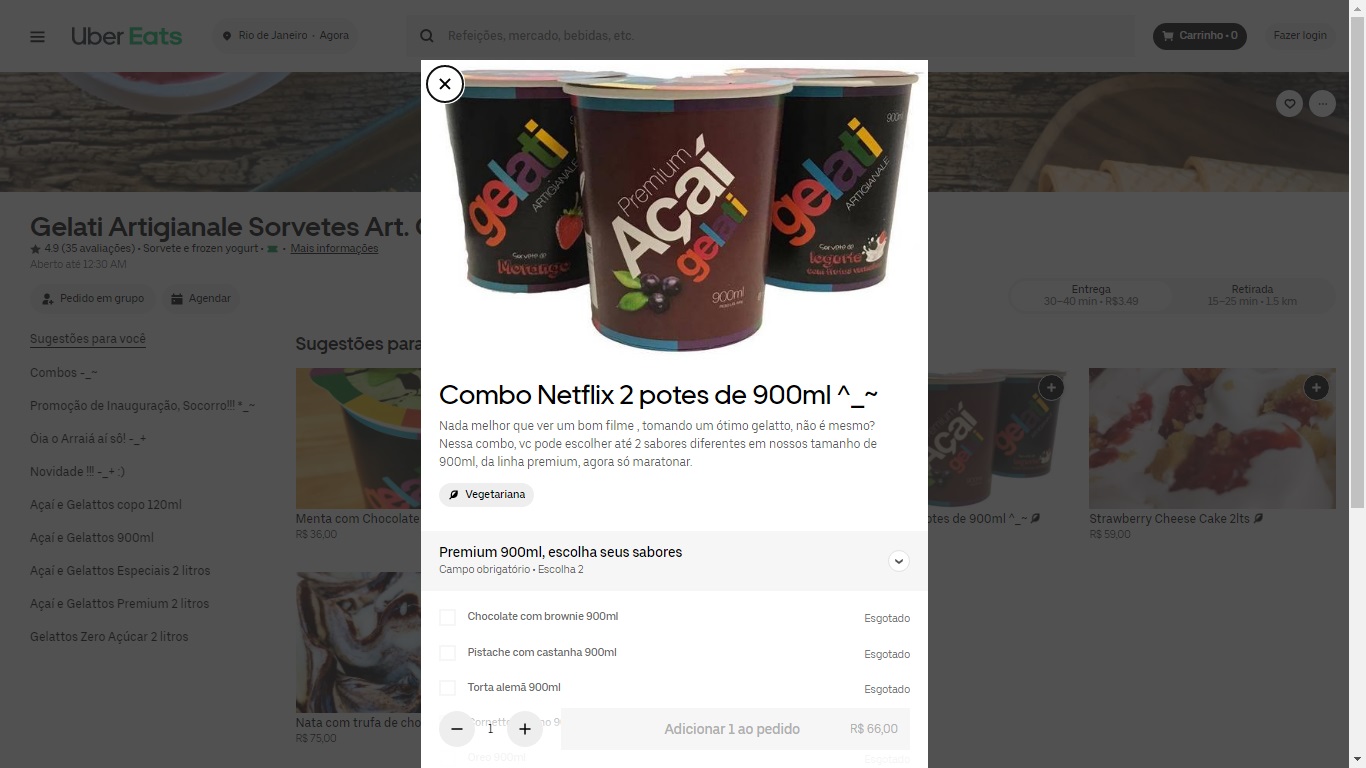 Uber Eats
Rio de Janeiro • Agora
Refeições, mercado, bebidas, etc.
Carrinho • 0
Fazer login
Gelati Artigianale Sorvetes Art.
4.9 (35 avaliações) • Sorvete e frozen yogurt • • Mais informações
Aberto até 12:30 AM
Pedido em grupo
Agendar
Entrega
30–40 min • R$3.49
Retirada
15–25 min • 1.5 km
Sugestões para você
Combos -_~
Promoção de Inauguração, Socorro!!! *_~
Óia o Arraiá aí sô! -_+
Novidade !!! -_+ :)
Açaí e Gelattos copo 120ml
Açaí e Gelattos 900ml
Açaí e Gelattos Especiais 2 litros
Açaí e Gelattos Premium 2 litros
Gelattos Zero Açúcar 2 litros
Sugestões para
Menta com Chocolate
R$ 36,00
Nata com trufa de cho
R$ 75,00
otes de 900ml ^_~
Strawberry Cheese Cake 2lts
R$ 59,00
gelati
ARTIGIANALE
Sorvete de
Morango
Premium
Açaí
gelati
900ml
900ml
gelati
ARTIGIANALE
Sorvete de
Iogurte
Combo Netflix 2 potes de 900ml ^_~
Nada melhor que ver um bom filme , tomando um ótimo gelatto, não é mesmo?
Nessa combo, vc pode escolher até 2 sabores diferentes em nossos tamanho de
900ml, da linha premium, agora só maratonar.
Vegetariana
Premium 900ml, escolha seus sabores
Campo obrigatório • Escolha 2
Chocolate com brownie 900ml
Esgotado
Pistache com castanha 900ml
Esgotado
Torta alemã 900ml
Esgotado
1
Adicionar 1 ao pedido
R$ 66,00
Oreo 900ml
Esgotado